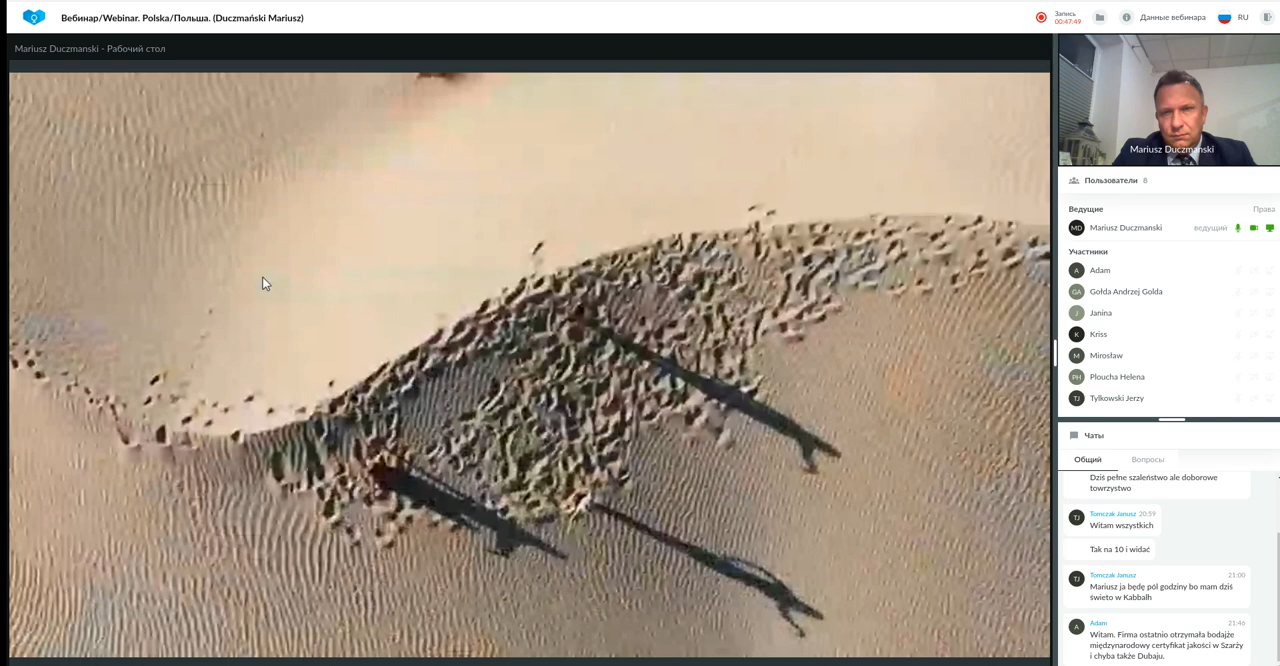 Вебинар/Webinar. Polska/Польша. (Duczmański Mariusz)
Запись
00:47:49
Данные вебинара
RU
Mariusz Duczmanski - Рабочий стол
Mariusz Duczmanski
Пользователи 8
Ведущие Права
MD Mariusz Duczmanski ведущий
Участники
A Adam
GA Gołda Andrzej Golda
J Janina
K Kriss
M Mirosław
PH Ploucha Helena
TJ Tylkowski Jerzy
Чаты
Общий Вопросы
Dziś pełne szaleństwo ale doborowe
towrzystwo
TJ Tomczak Janusz 20:59
Witam wszystkich
Tak na 10 i widać
TJ Tomczak Janusz 21:00
Mariusz ja będę pól godziny bo mam dziś
świeto w Kabbalh
A Adam 21:46
Witam. Firma ostatnio otrzymała bodajże
międzynarodowy certyfikat jakości w Szarży
i chyba także Dubaju.